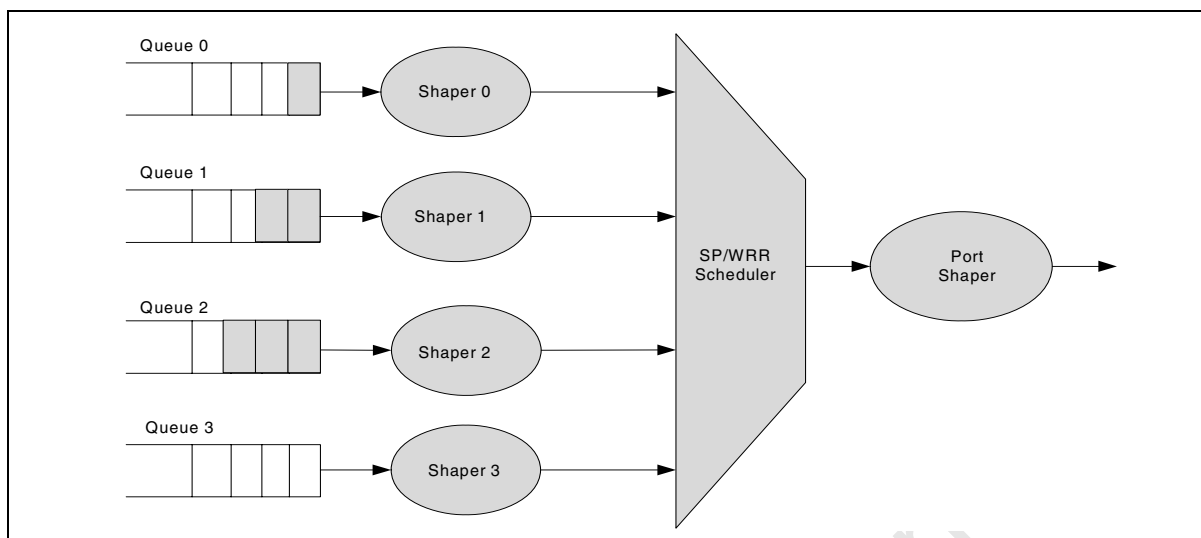 Queue 0
Shaper 0
Queue 1
Shaper 1
Queue 2
Shaper 2
Queue 3
Shaper 3
SP/WRR
Scheduler
Port
Shaper